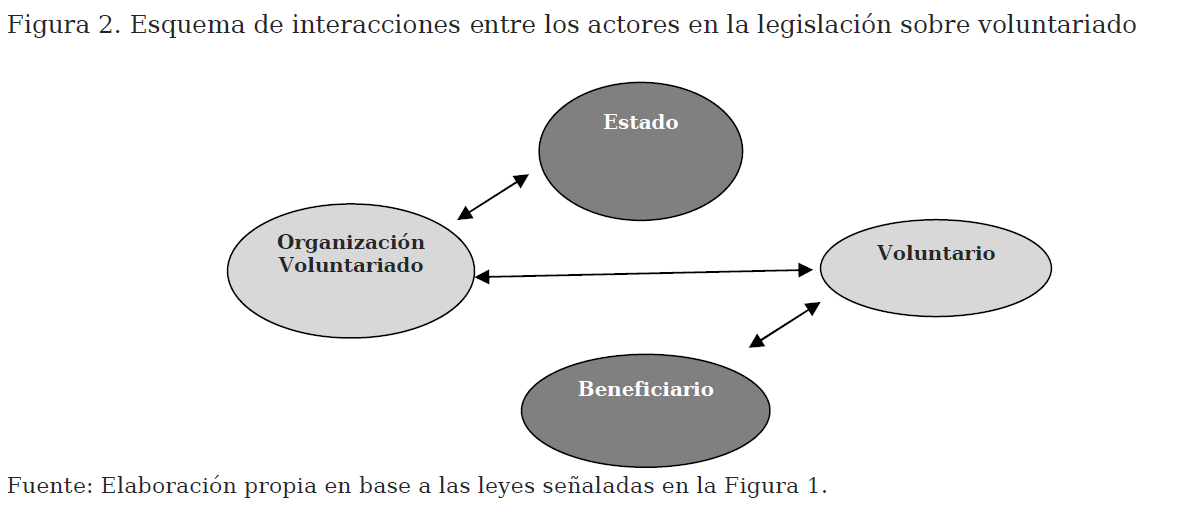 Figura 2. Esquema de interacciones entre los actores en la legislación sobre voluntariado
Estado
Organización
Voluntariado
Voluntario
Beneficiario
Fuente: Elaboración propia en base a las leyes señaladas en la Figura 1.